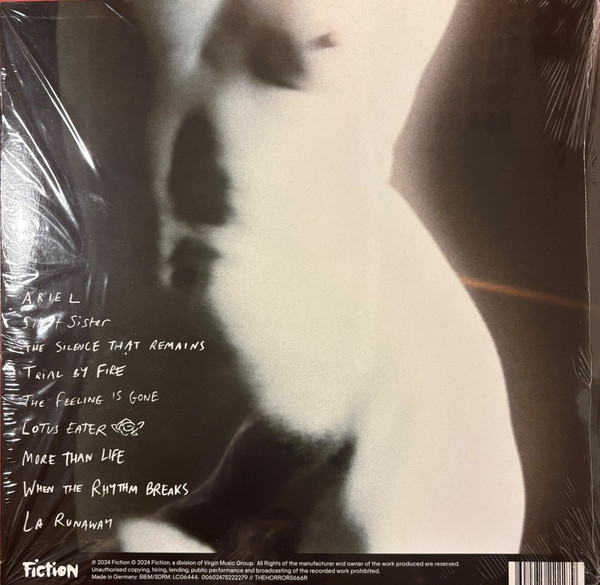 ARIEL
Silent Sister
THE SILENCE THAT REMAINS
TRIAL BY FIRE
THE FEELING IS GONE
LOTUS EATER
MORE THAN LIFE
WHEN THE RHYTHM BREAKS
LA RUNAWAY
Fiction
℗ 2024 Fiction © 2024 Fiction, a division of Virgin Music Group. All Rights of the manufacturer and owner of the work produced are reserved.
Unauthorised copying, hiring, lending, public performance and broadcasting of the recorded work prohibited.
Made in Germany. BIEM/SDRM. LC06444. 00602475222279 // THEHORRORS666R